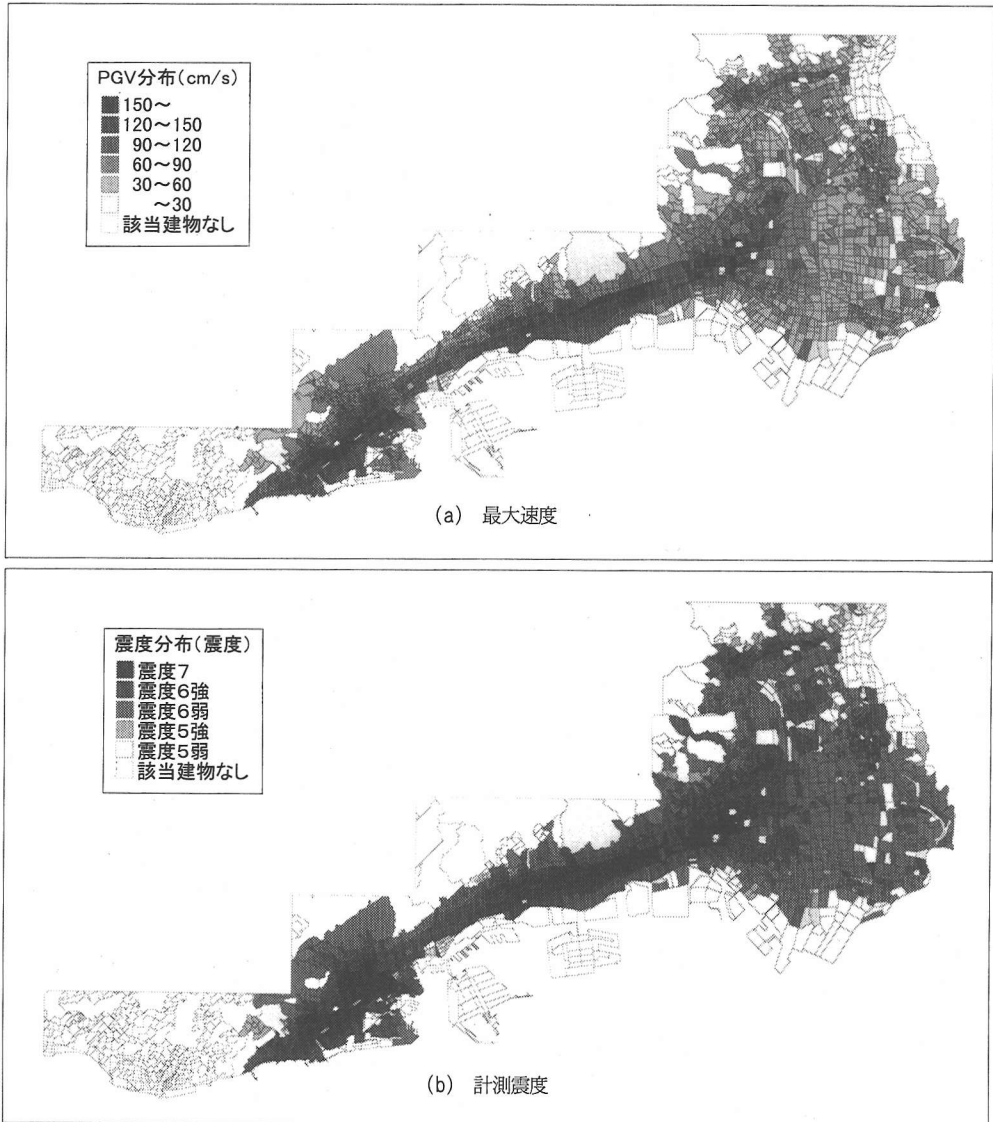 PGV分布(cm/s)
150~
120~150
90~120
60~90
30~60
~30
該当建物なし
(a) 最大速度
震度分布(震度)
震度7
震度6強
震度6弱
震度5強
震度5弱
該当建物なし
(b) 計測震度